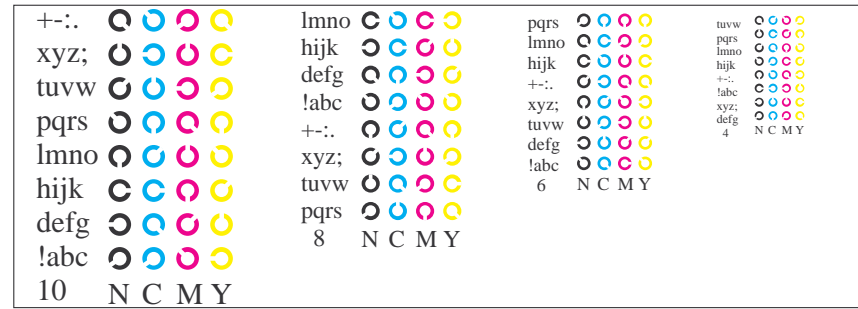 +-:.
xyz;
tuvw
pqrs
lmno
hijk
defg
!abc
10 N C M Y
lmno
hijk
defg
!abc
+-:.
xyz;
tuvw
pqrs
8 N C M Y
pqrs
lmno
hijk
+-:.
xyz;
tuvw
defg
!abc
6 N C M Y
tuvw
pqrs
lmno
hijk
+-:.
!abc
xyz;
defg
4 N C M Y